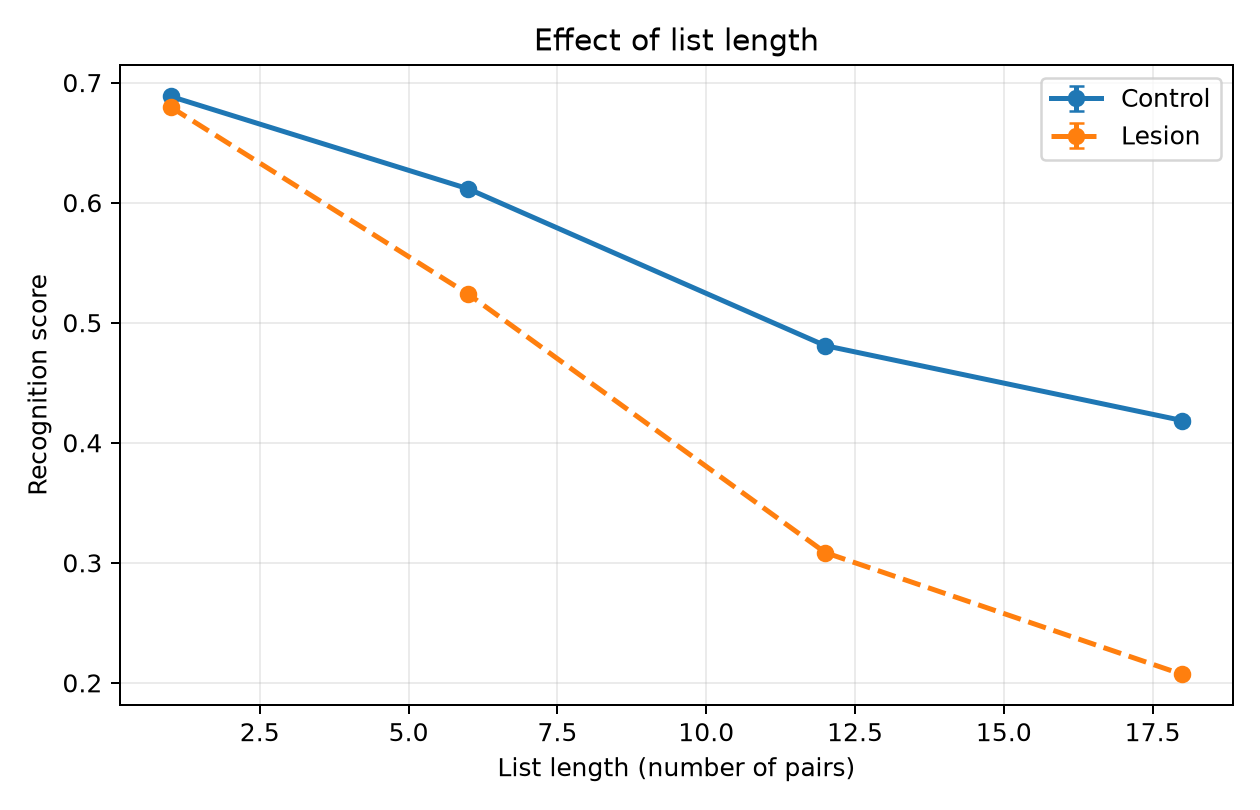 Effect of list length
Control
Lesion
Recognition score
0.7
0.6
0.5
0.4
0.3
0.2
2.5 5.0 7.5 10.0 12.5 15.0 17.5
List length (number of pairs)